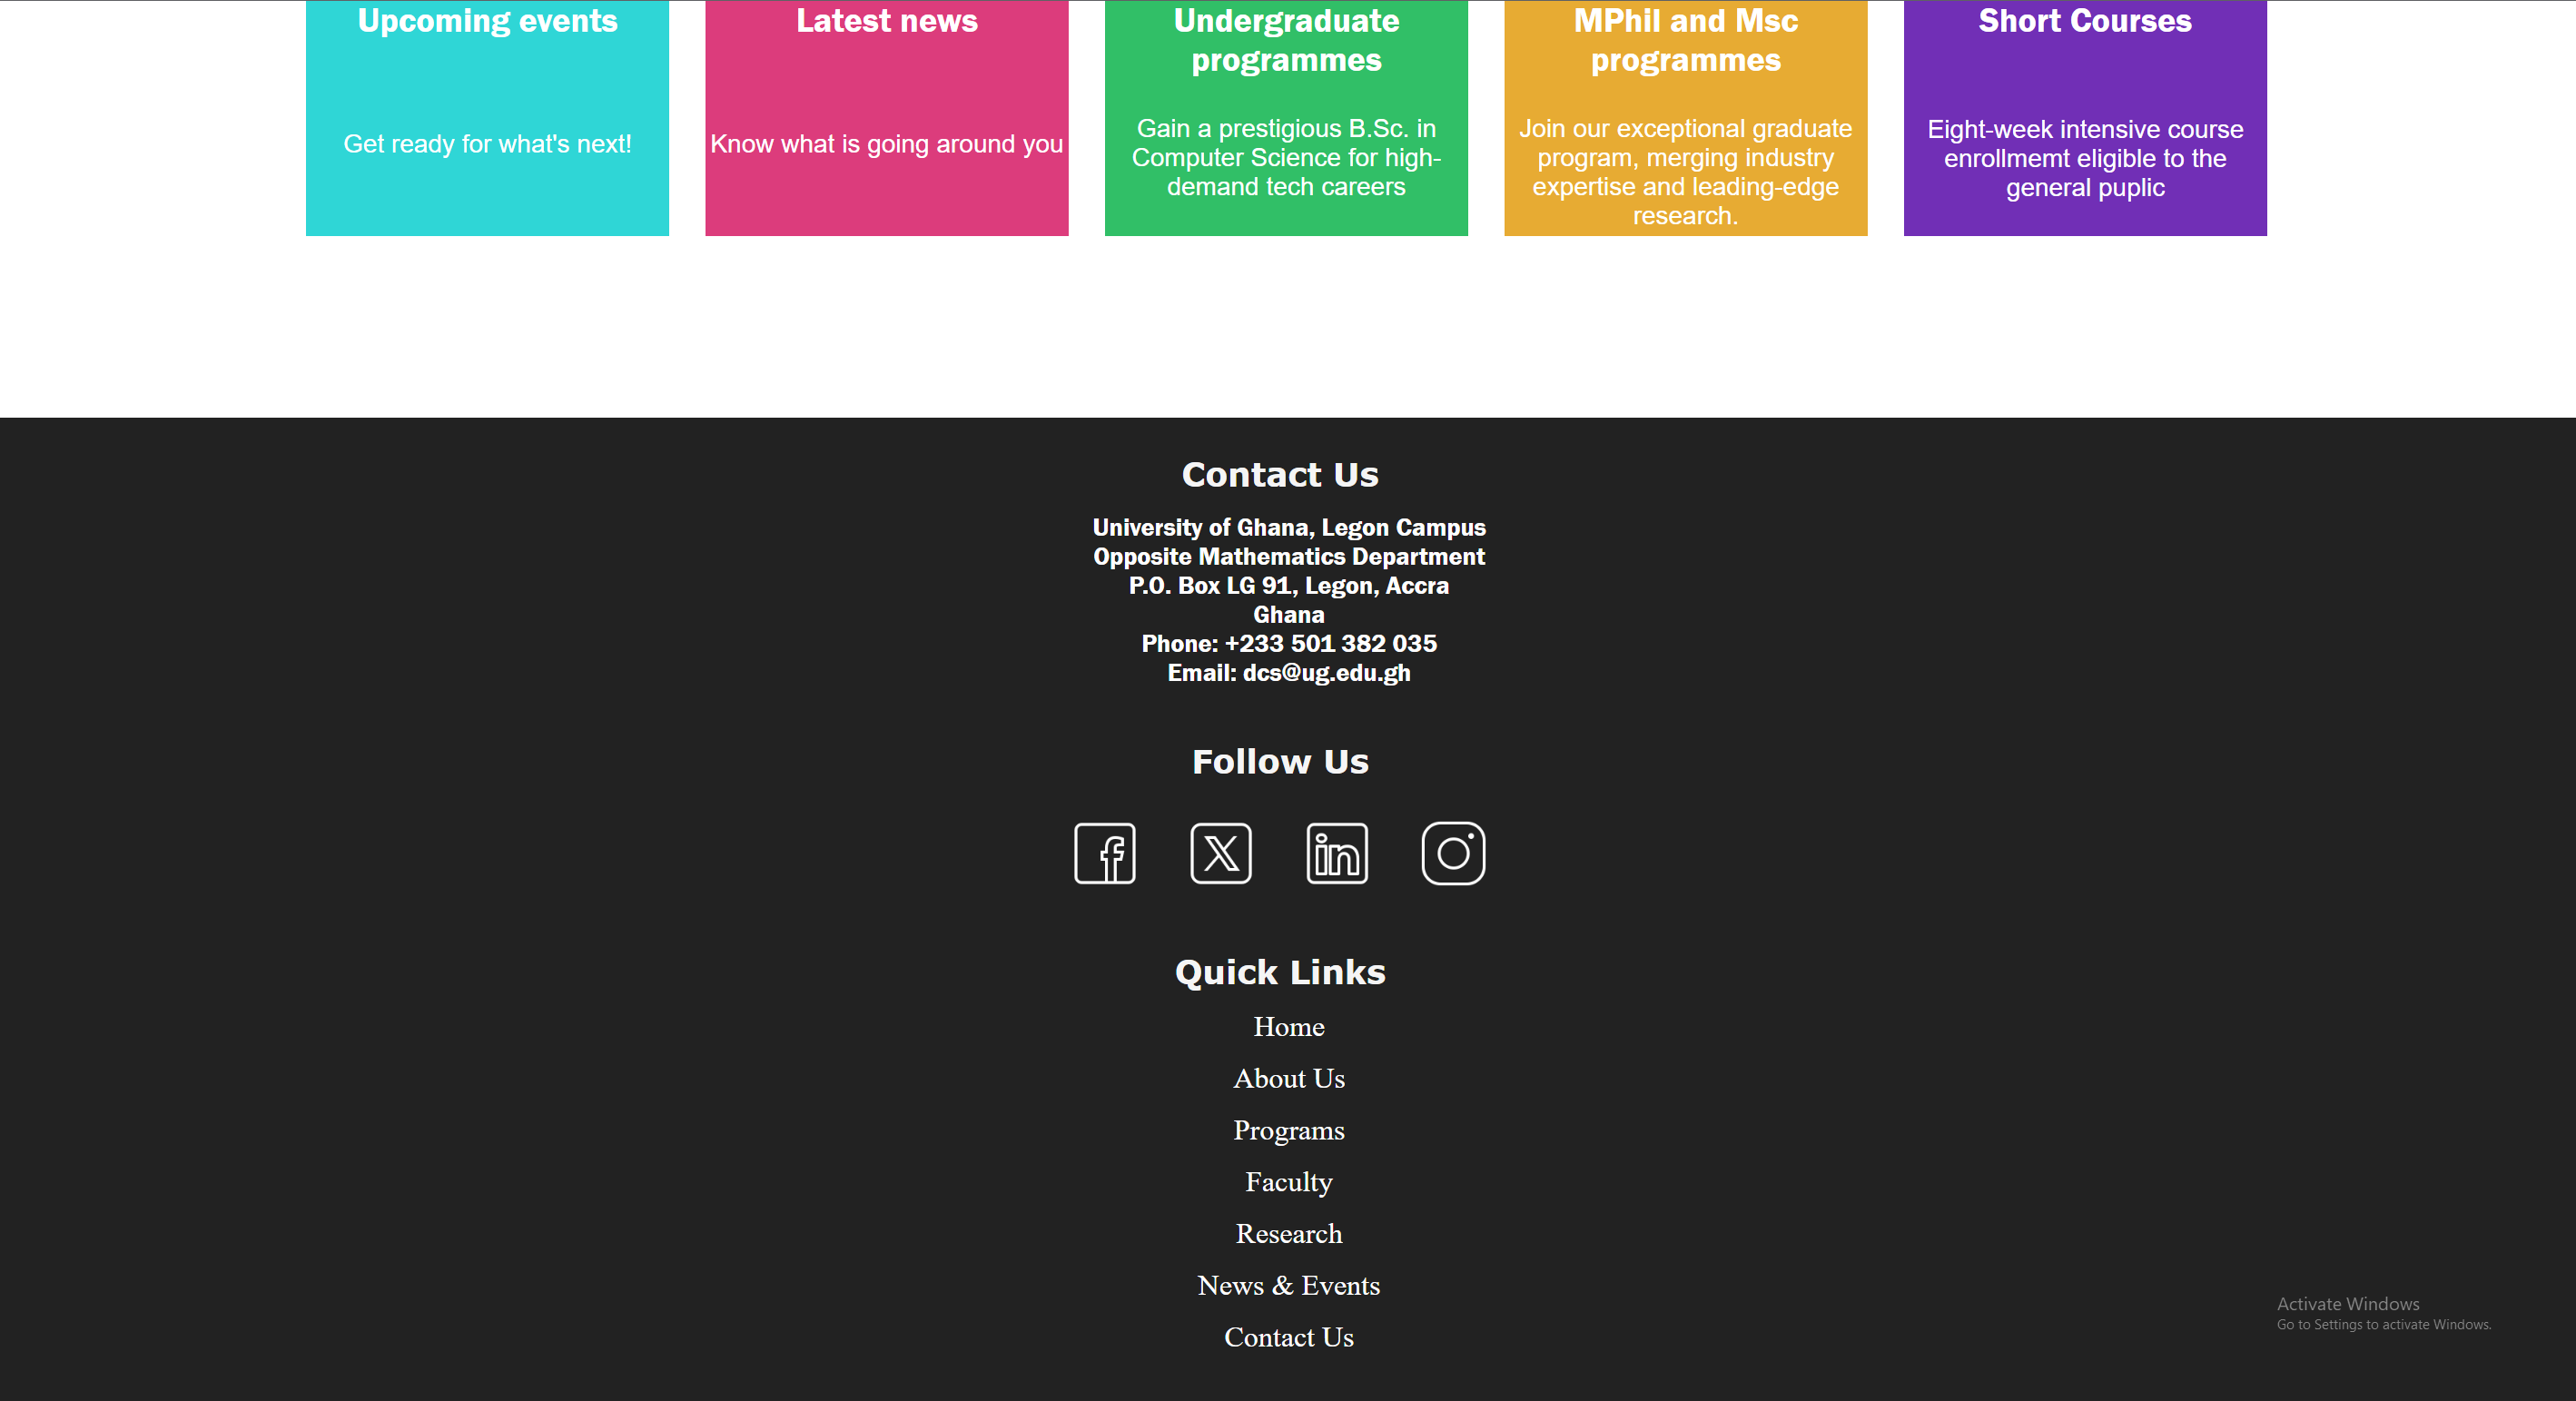 Upcoming events
Get ready for what's next!
Latest news
Know what is going around you
Undergraduate
programmes
Gain a prestigious B.Sc. in
Computer Science for high-
demand tech careers
MPhil and Msc
programmes
Join our exceptional graduate
program, merging industry
expertise and leading-edge
research.
Short Courses
Eight-week intensive course
enrollmemt eligible to the
general puplic
Contact Us
University of Ghana, Legon Campus
Opposite Mathematics Department
P.O. Box LG 91, Legon, Accra
Ghana
Phone: +233 501 382 035
Email: dcs@ug.edu.gh
Follow Us
Quick Links
Home
About Us
Programs
Faculty
Research
News & Events
Contact Us
Activate Windows
Go to Settings to activate Windows.